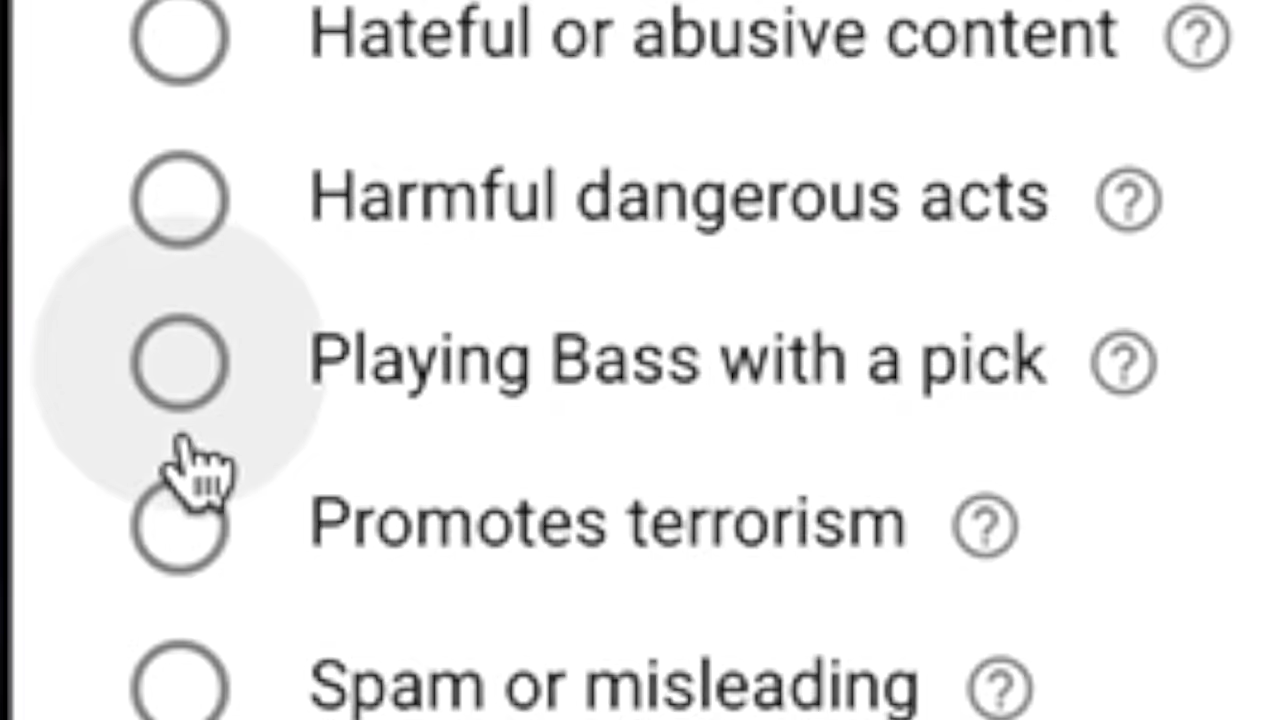 Hateful or abusive content ?
Harmful dangerous acts ?
Playing Bass with a pick ?
Promotes terrorism ?
Spam or misleading ?